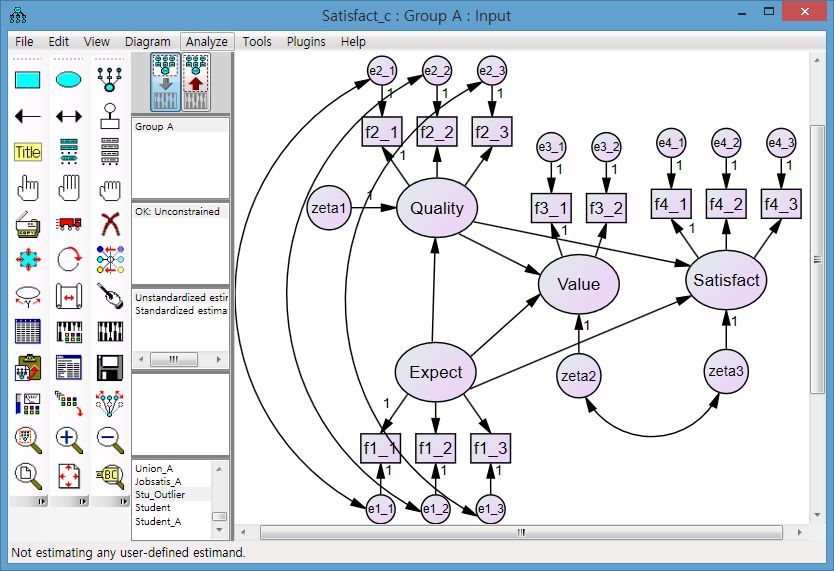 Satisfact_c : Group A : Input
File Edit View Diagram Analyze Tools Plugins Help
Title
Group A
OK: Unconstrained
Unstandardized estin
Standardized estima
Union_A
Jobsatis_A
Stu_Outlier
Student
Student_A
e2_1 e2_2 e2_3
1 1 1
f2_1 f2_2 f2_3
1
e3_1 e3_2
1 1
e4_1 e4_2 e4_3
1 1 1
zeta1 1 Quality
f3_1 f3_2
1
f4_1 f4_2 f4_3
1
Value
Satisfact
1 1
Expect
zeta2 zeta3
1
f1_1 f1_2 f1_3
1 1 1
e1_1 e1_2 e1_3
Not estimating any user-defined estimand.